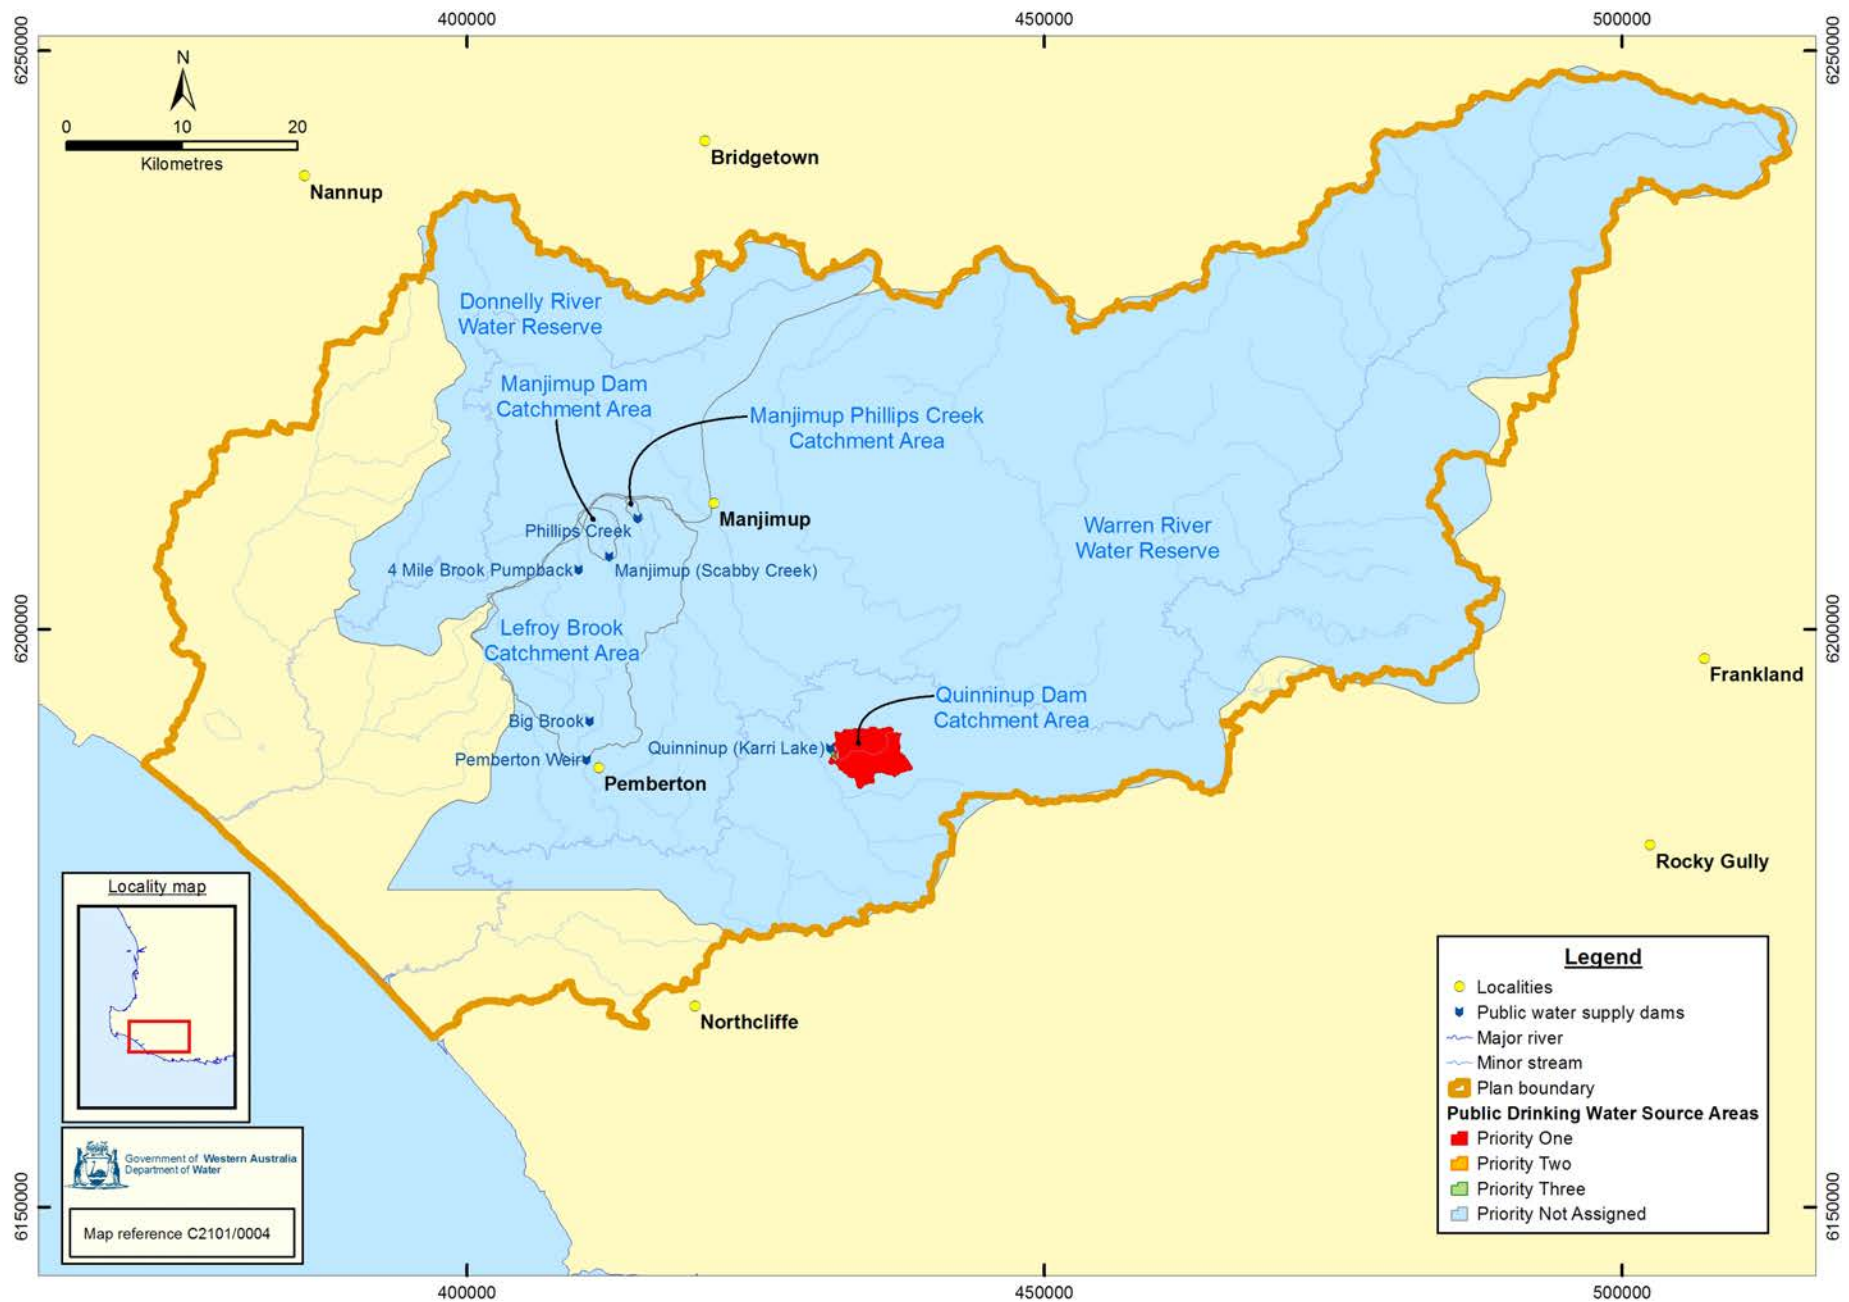 400000
450000
500000
6250000
6250000
N
0
10
20
Kilometres
Bridgetown
Nannup
Donnelly River
Water Reserve
Manjimup Dam
Catchment Area
Manjimup Phillips Creek
Catchment Area
Manjimup
Phillips Creek
Warren River
Water Reserve
4 Mile Brook Pumpback
Manjimup (Scabby Creek)
6200000
6200000
Lefroy Brook
Catchment Area
Frankland
Quinninup Dam
Catchment Area
Big Brook
Quinninup (Karri Lake)
Pemberton Weir
Pemberton
Rocky Gully
Locality map
Northcliffe
Legend
Localities
Public water supply dams
Major river
Minor stream
Plan boundary
Public Drinking Water Source Areas
Priority One
Priority Two
Priority Three
Priority Not Assigned
Government of Western Australia
Department of Water
Map reference C2101/0004
6150000
6150000
400000
450000
500000